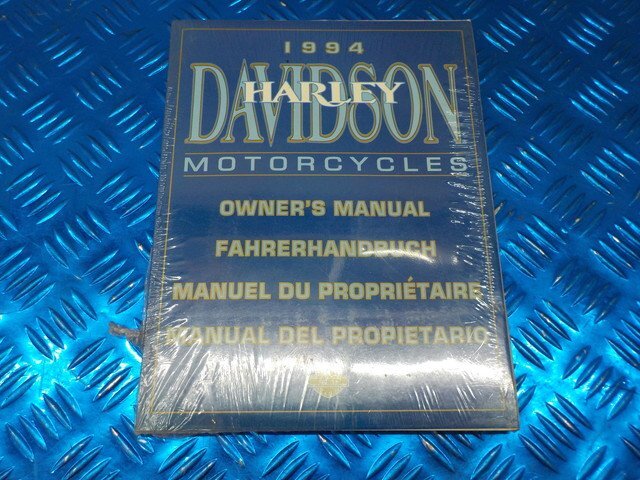 1994
HARLEY
DAVIDSON
MOTORCYCLES
OWNER'S MANUAL
FAHRERHANDBUCH
MANUEL DU PROPRIÉTAIRE
MANUAL DEL PROPIETARIO